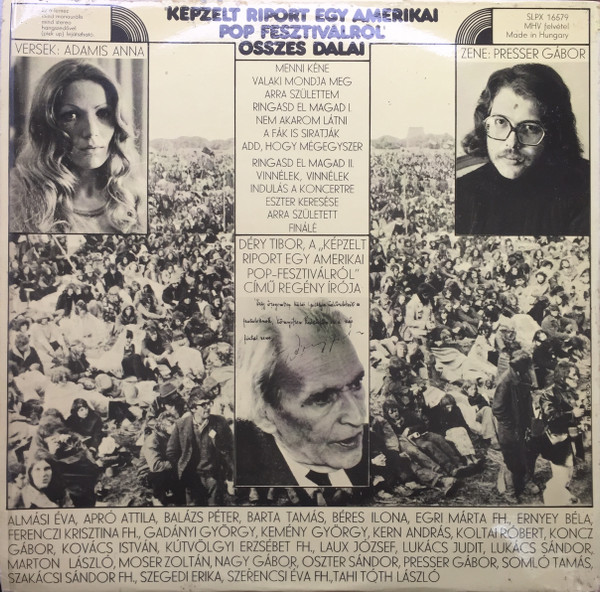 'KÉPZELT RIPORT EGY AMERIKAI
POP FESZTIVÁLRÓL'
ÖSSZES DALAI
SLPX 16579
MHV (felvétel)
Made in Hungary
VERSEK: ADAMIS ANNA
ZENE: PRESSER GÁBOR
MENNI KÉNE
VALAKI MONDJA MEG
ARRA SZÜLETTEM
RINGASD EL MAGAD I.
NEM AKAROM LÁTNI
A FÁK IS SIRATJÁK
ADD, HOGY MÉGEGYSZER
RINGASD EL MAGAD II.
VINNÉLEK, VINNÉLEK
INDULÁS A KONCERTRE
ESZTER KERESÉSE
ARRA SZÜLETETT
FINÁLÉ
DÉRY TIBOR, A „KÉPZELT
RIPORT EGY AMERIKAI
POP-FESZTIVÁLRÓL"
CÍMŰ REGÉNY ÍRÓJA
ALMÁSI ÉVA, APRÓ ATTILA, BALÁZS PÉTER, BARTA TAMÁS, BÉRES ILONA, EGRI MÁRTA FH., ERNYEY BÉLA,
FERENCZI KRISZTINA FH., GADÁNYI GYÖRGY, KEMÉNY GYÖRGY, KERN ANDRÁS, KOLTAI RÓBERT, KONCZ
GÁBOR, KOVÁCS ISTVÁN, KÜTVÖLGYI ERZSÉBET FH., LAUX JÓZSEF, LUKÁCS JUDIT, LUKÁCS SÁNDOR,
MARTON LÁSZLÓ, MOSER ZOLTÁN, NAGY GÁBOR, OSZTER SÁNDOR, PRESSER GÁBOR, SOMLÓ TAMÁS,
SZAKÁCSI SÁNDOR FH., SZEGEDI ERIKA, SZERENCSI ÉVA FH., TAHI TÓTH LÁSZLÓ